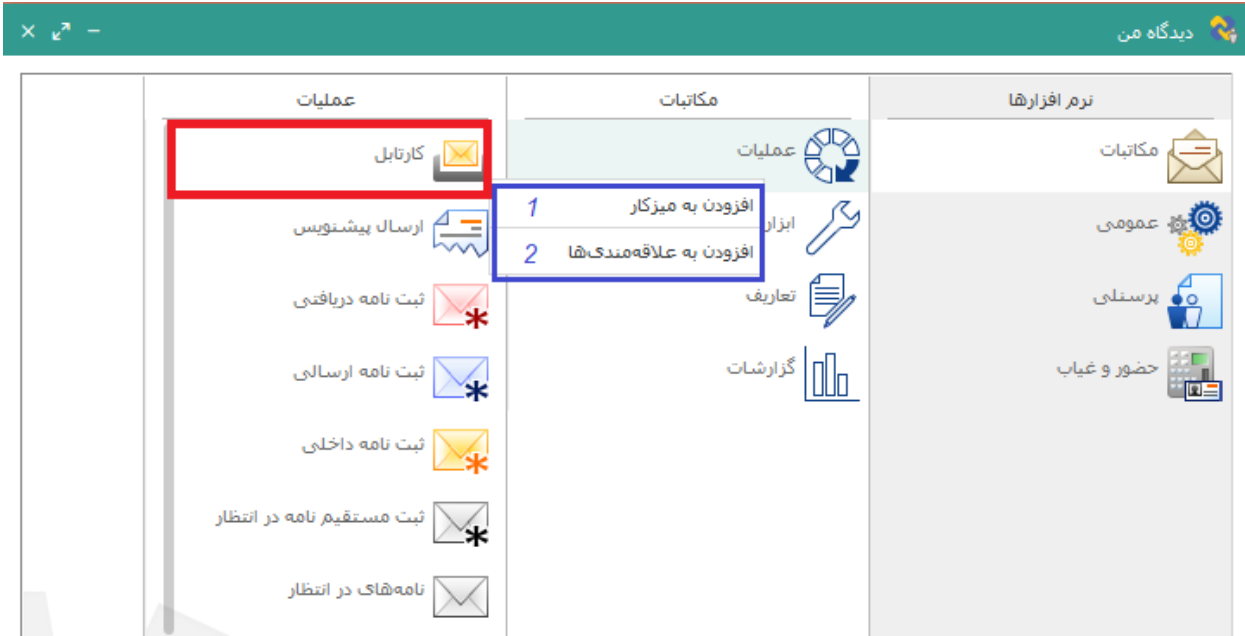 دیدگاه من
نرم افزارها
مکاتبات
عمومی
پرسنلی
حضور و غیاب
مکاتبات
عملیات
ابزار
تعاریف
گزارشات
عملیات
کارتابل
افزودن به میزکار 1
افزودن به علاقه‌مندی‌ها 2
ارسال پیشنویس
ثبت نامه دریافتی
ثبت نامه ارسالی
ثبت نامه داخلی
ثبت مستقیم نامه در انتظار
نامه‌های در انتظار